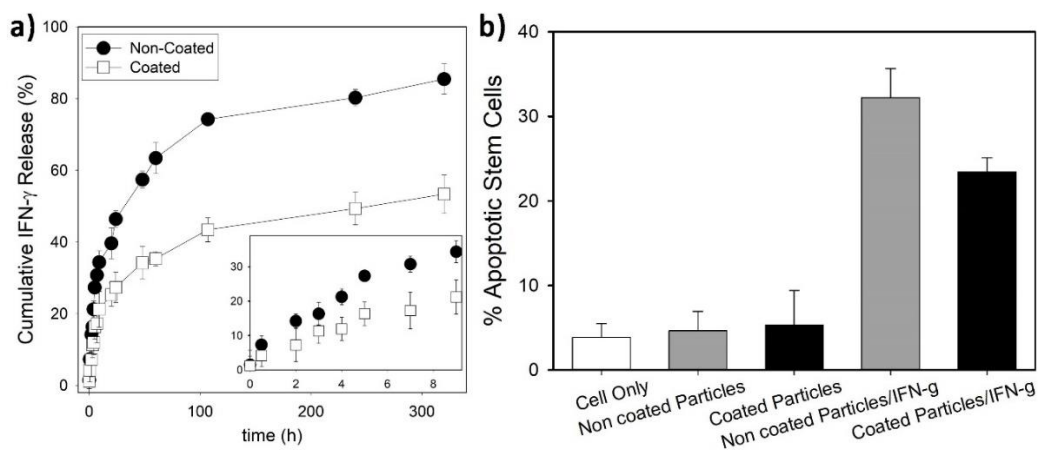 a)
Non-Coated
Coated
Cumulative IFN-γ Release (%)
100
80
60
40
20
0
30
20
10
0
0 2 4 6 8
0 100 200 300
time (h)
b)
% Apoptotic Stem Cells
40
30
20
10
0
Cell Only
Non coated Particles
Coated Particles
Non coated Particles/IFN-g
Coated Particles/IFN-g